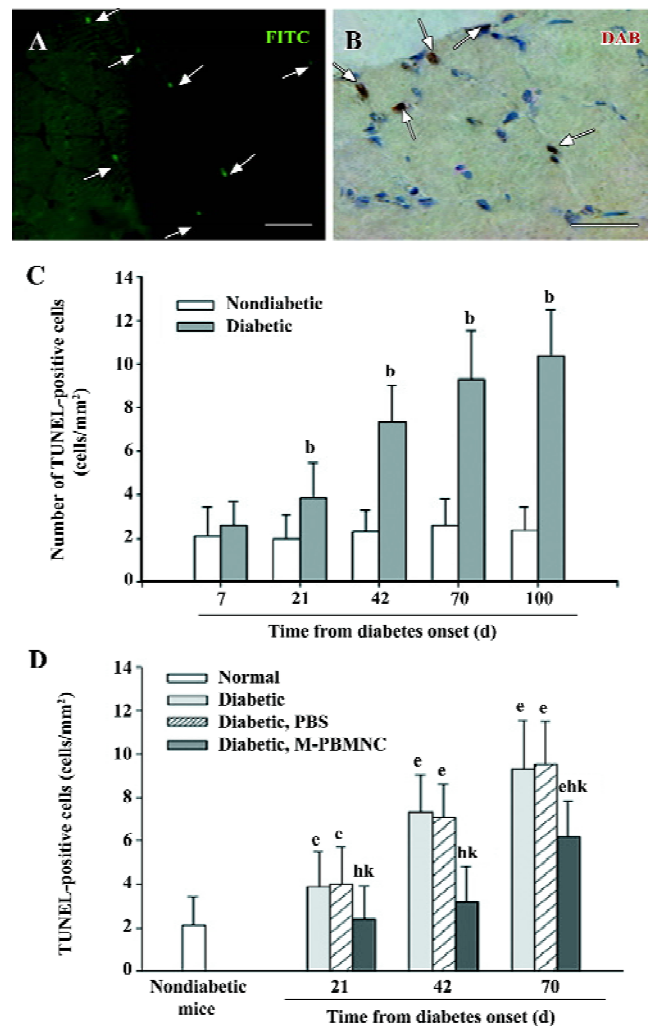 A
FITC
B
DAB
C
14
12
10
8
6
4
2
0
Number of TUNEL-positive cells
(cells/mm²)
Nondiabetic
Diabetic
b
b
b
b
7 21 42 70 100
Time from diabetes onset (d)
D
14
12
10
8
6
4
2
0
TUNEL-positive cells (cells/mm²)
Normal
Diabetic
Diabetic, PBS
Diabetic, M-PBMNC
e c hk
e e hk
e e ehk
Nondiabetic
mice
21 42 70
Time from diabetes onset (d)